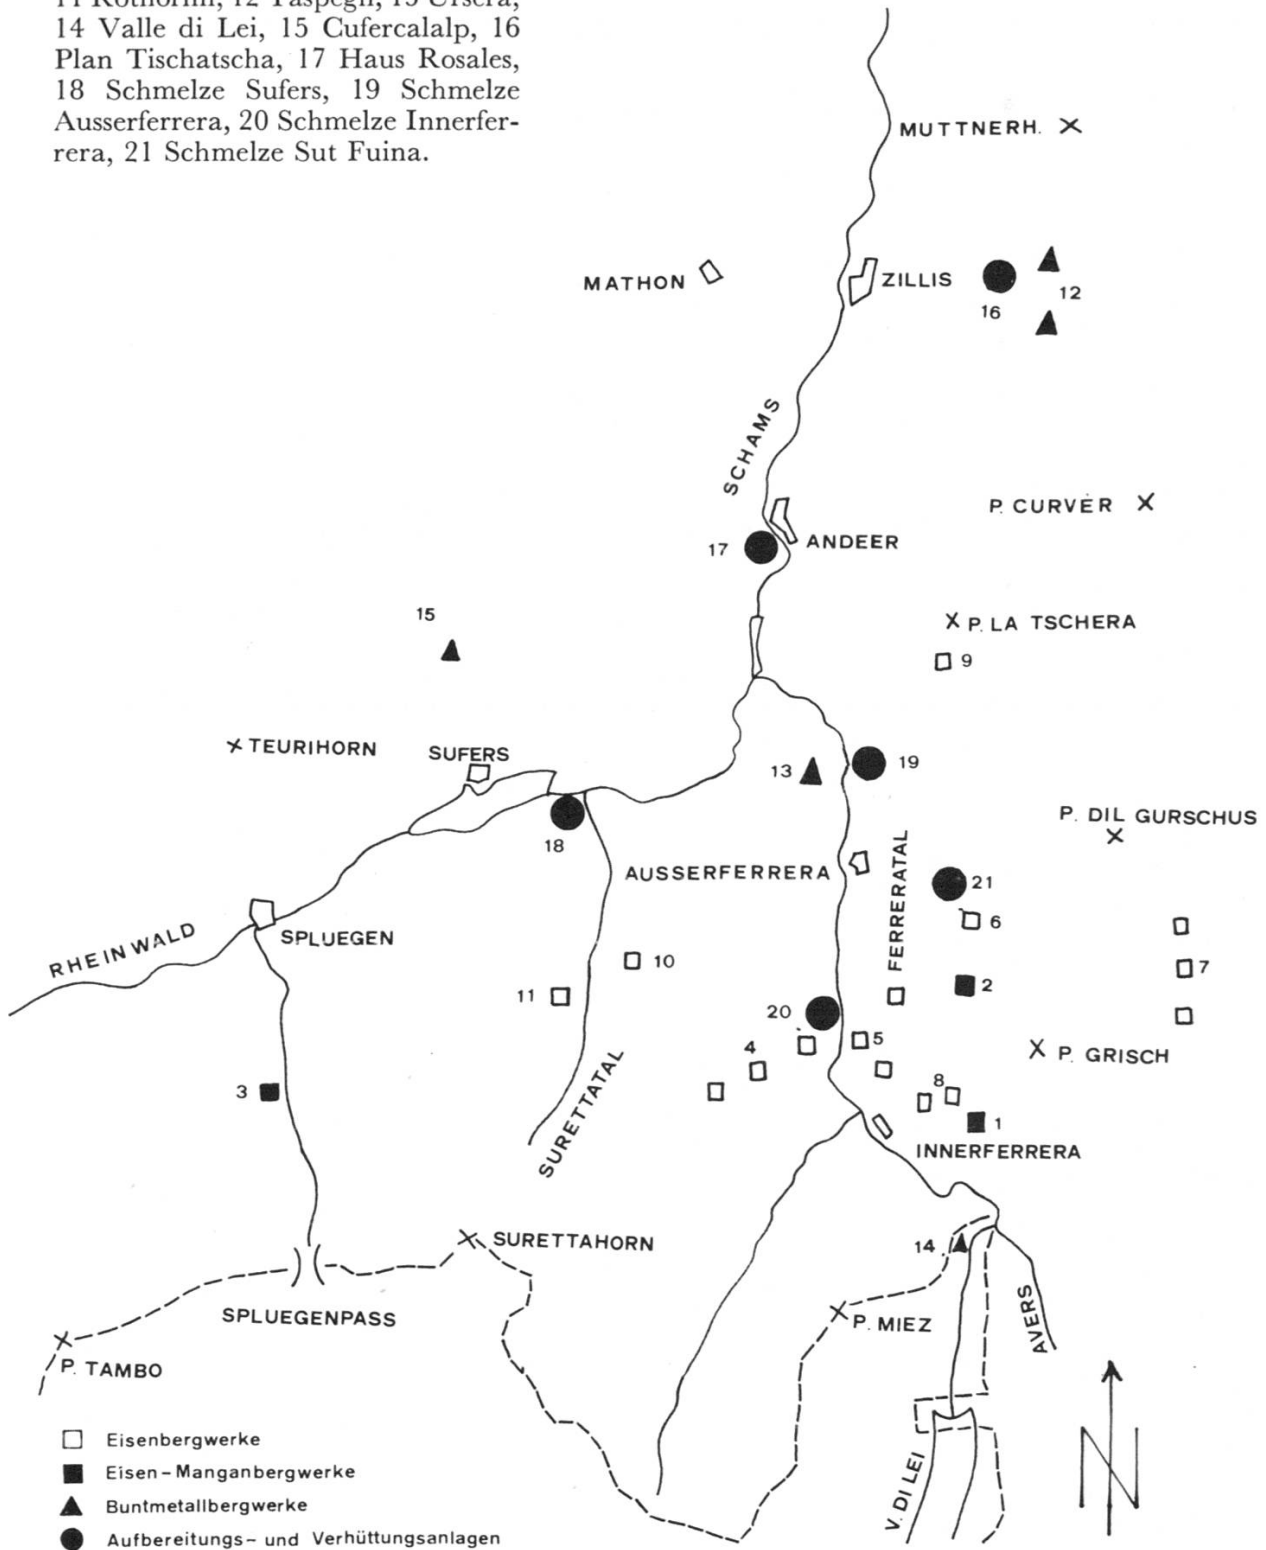 11 Rothorni, 12 Taspegn, 13 Ursera,
14 Valle di Lei, 15 Cufercalalp, 16
Plan Tischatscha, 17 Haus Rosales,
18 Schmelze Sufers, 19 Schmelze
Ausserferrera, 20 Schmelze Innerfer-
rera, 21 Schmelze Sut Fuina.
MUTTNERH.
MATHON
ZILLIS
16
12
SCHAMS
P. CURVÈR
17
ANDEER
15
P. LA TSCHERA
9
TEURIHORN
SUFERS
13
19
P. DIL GURSCHUS
18
AUSSERFERRERA
FERRERATAL
21
6
RHEINWALD
SPLUEGEN
10
7
11
2
20
5
4
P. GRISCH
3
8
1
SURETTATAL
INNERFERRERA
SURETTAHORN
14
SPLUEGENPASS
P. MIEZ
AVERS
P. TAMBO
V. DI LEI
N
Eisenbergwerke
Eisen-Manganbergwerke
Buntmetallbergwerke
Aufbereitungs- und Verhüttungsanlagen